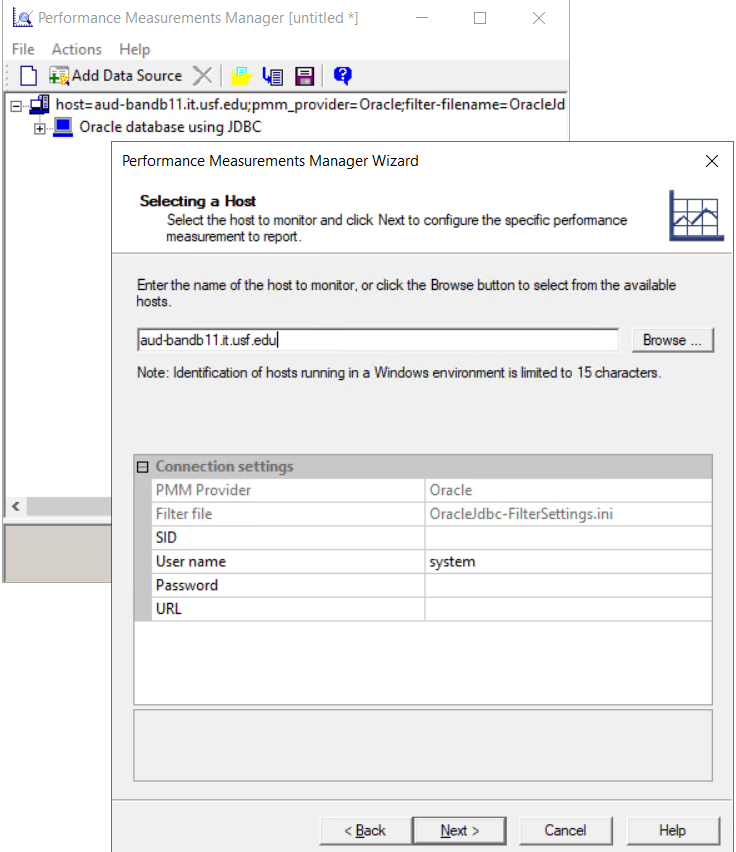 Performance Measurements Manager [untitled *]
File Actions Help
Add Data Source
host=aud-bandb11.it.usf.edu;pmm_provider=Oracle;filter-filename=OracleJd
Oracle database using JDBC
Performance Measurements Manager Wizard
Selecting a Host
Select the host to monitor and click Next to configure the specific performance
measurement to report.
Enter the name of the host to monitor, or click the Browse button to select from the available
hosts.
aud-bandb11.it.usf.edu
Browse ...
Note: Identification of hosts running in a Windows environment is limited to 15 characters.
Connection settings
PMM Provider Oracle
Filter file OracleJdbc-FilterSettings.ini
SID
User name system
Password
URL
< Back Next > Cancel Help